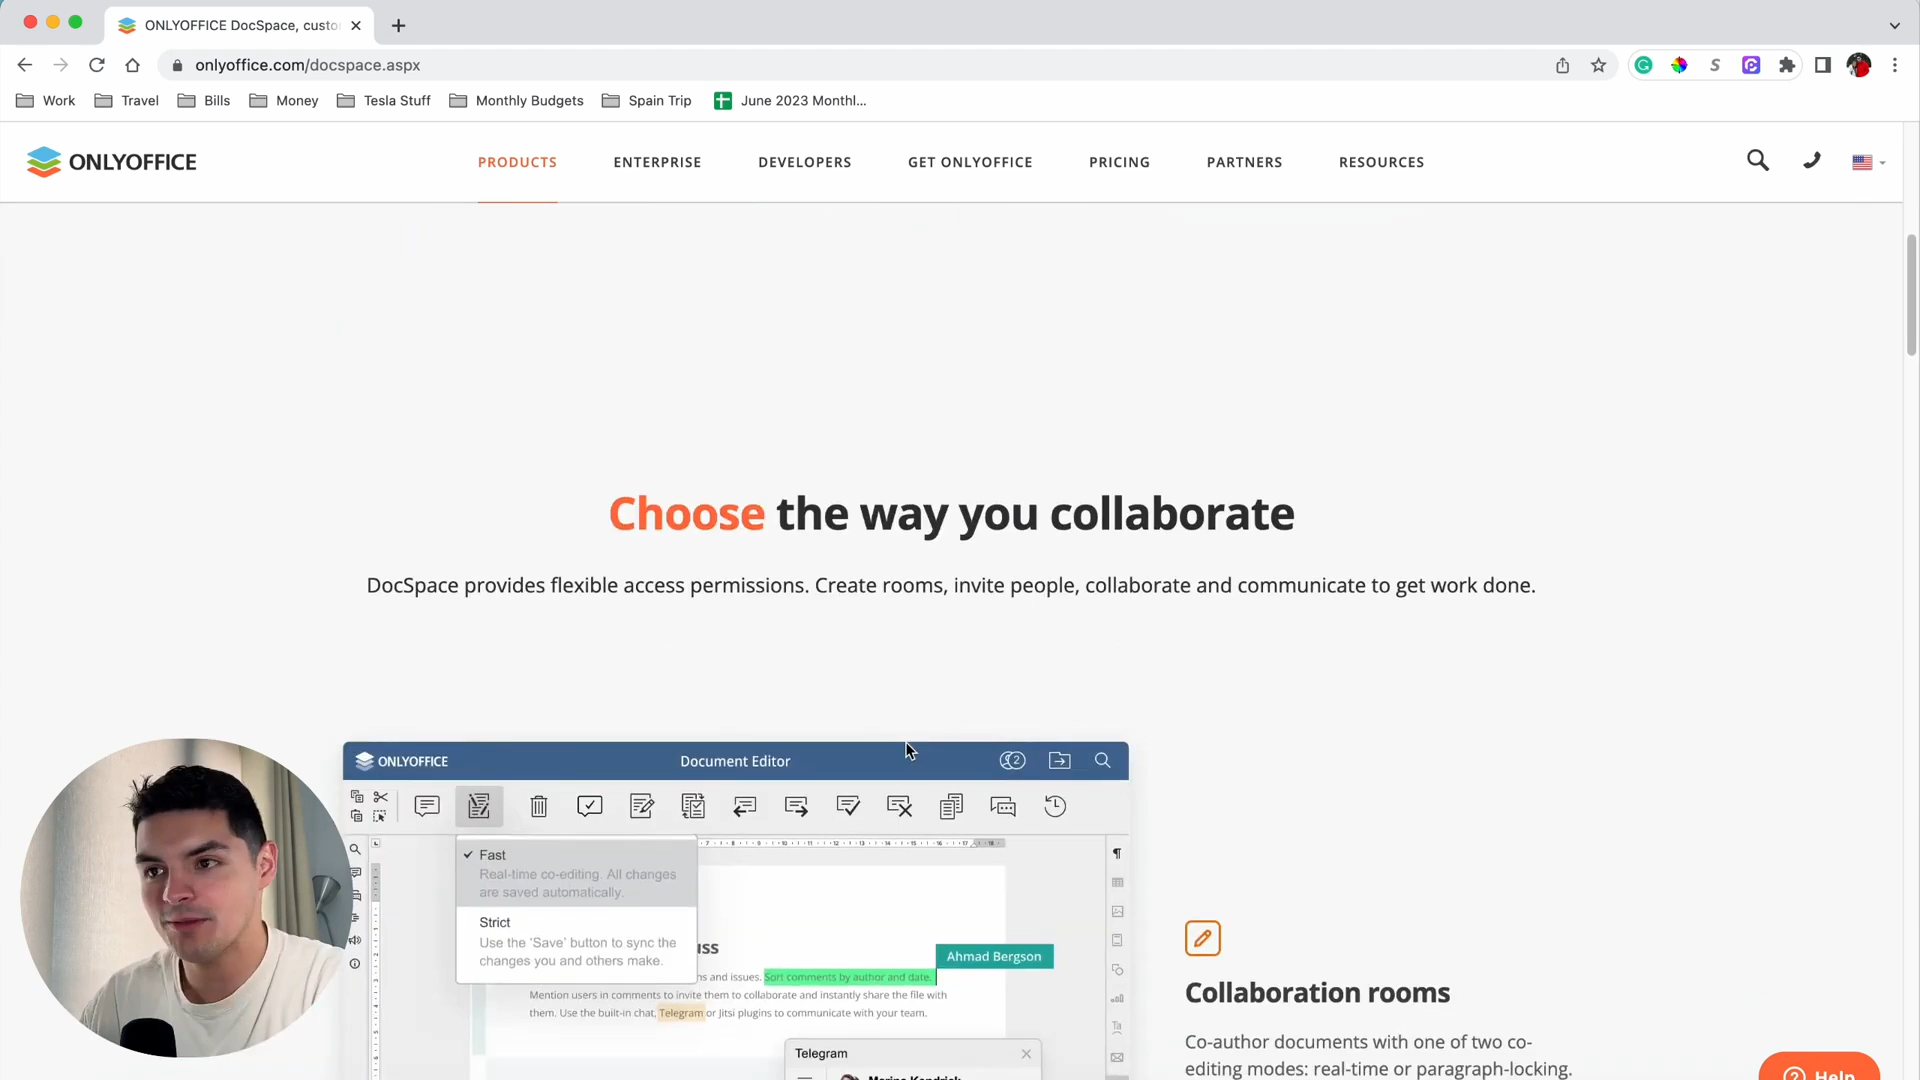 ONLYOFFICE DocSpace, custo
onlyoffice.com/docspace.aspx
Work
Travel
Bills
Money
Tesla Stuff
Monthly Budgets
Spain Trip
June 2023 Monthl...
ONLYOFFICE
PRODUCTS
ENTERPRISE
DEVELOPERS
GET ONLYOFFICE
PRICING
PARTNERS
RESOURCES
Choose the way you collaborate
DocSpace provides flexible access permissions. Create rooms, invite people, collaborate and communicate to get work done.
ONLYOFFICE
Document Editor
2
Fast
Real-time co-editing. All changes
are saved automatically.
Strict
Use the 'Save' button to sync the
changes you and others make.
uss
Ahmad Bergson
ns and issues. Sort comments by author and date.
Mention users in comments to invite them to collaborate and instantly share the file with
them. Use the built-in chat, Telegram or Jitsi plugins to communicate with your team.
Telegram
Collaboration rooms
Co-author documents with one of two co-
editing modes: real-time or paragraph-locking.
Help